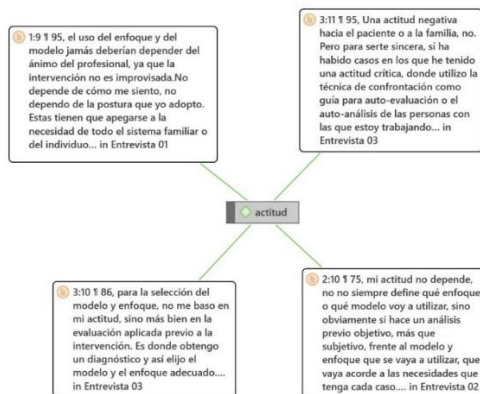 1:9 ¶ 95, el uso del enfoque y del
modelo jamás deberían depender del
ánimo del profesional, ya que la
intervención no es improvisada.No
depende de cómo me siento, no
dependo de la postura que yo adopto.
Estas tienen que apegarse a la
necesidad de todo el sistema familiar o
del individuo... in Entrevista 01
3:11 ¶ 95, Una actitud negativa
hacia el paciente o a la familia, no.
Pero para serte sincera, sí ha
habido casos en los que he tenido
una actitud crítica, donde utilizo la
técnica de confrontación como
guía para auto-evaluación o el
auto-análisis de las personas con
las que estoy trabajando... in
Entrevista 03
actitud
3:10 ¶ 86, para la selección del
modelo y enfoque, no me baso en
mi actitud, sino más bien en la
evaluación aplicada previo a la
intervención. Es donde obtengo
un diagnóstico y así elijo el
modelo y el enfoque adecuado....
in Entrevista 03
2:10 ¶ 75, mi actitud no depende,
no no siempre define qué enfoque
o qué modelo voy a utilizar, sino
obviamente si hace un análisis
previo objetivo, más que
subjetivo, frente al modelo y
enfoque que se vaya a utilizar, que
vaya acorde a las necesidades que
tenga cada caso.... in Entrevista 02